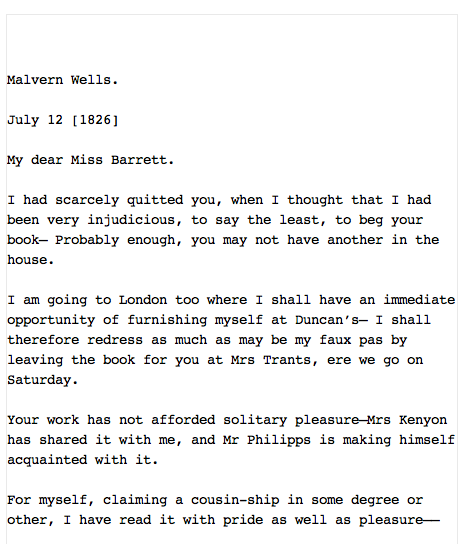 Malvern Wells.
July 12 [1826]
My dear Miss Barrett.
I had scarcely quitted you, when I thought that I had
been very injudicious, to say the least, to beg your
book— Probably enough, you may not have another in the
house.
I am going to London too where I shall have an immediate
opportunity of furnishing myself at Duncan’s— I shall
therefore redress as much as may be my faux pas by
leaving the book for you at Mrs Trants, ere we go on
Saturday.
Your work has not afforded solitary pleasure—Mrs Kenyon
has shared it with me, and Mr Philipps is making himself
acquainted with it.
For myself, claiming a cousin-ship in some degree or
other, I have read it with pride as well as pleasure——